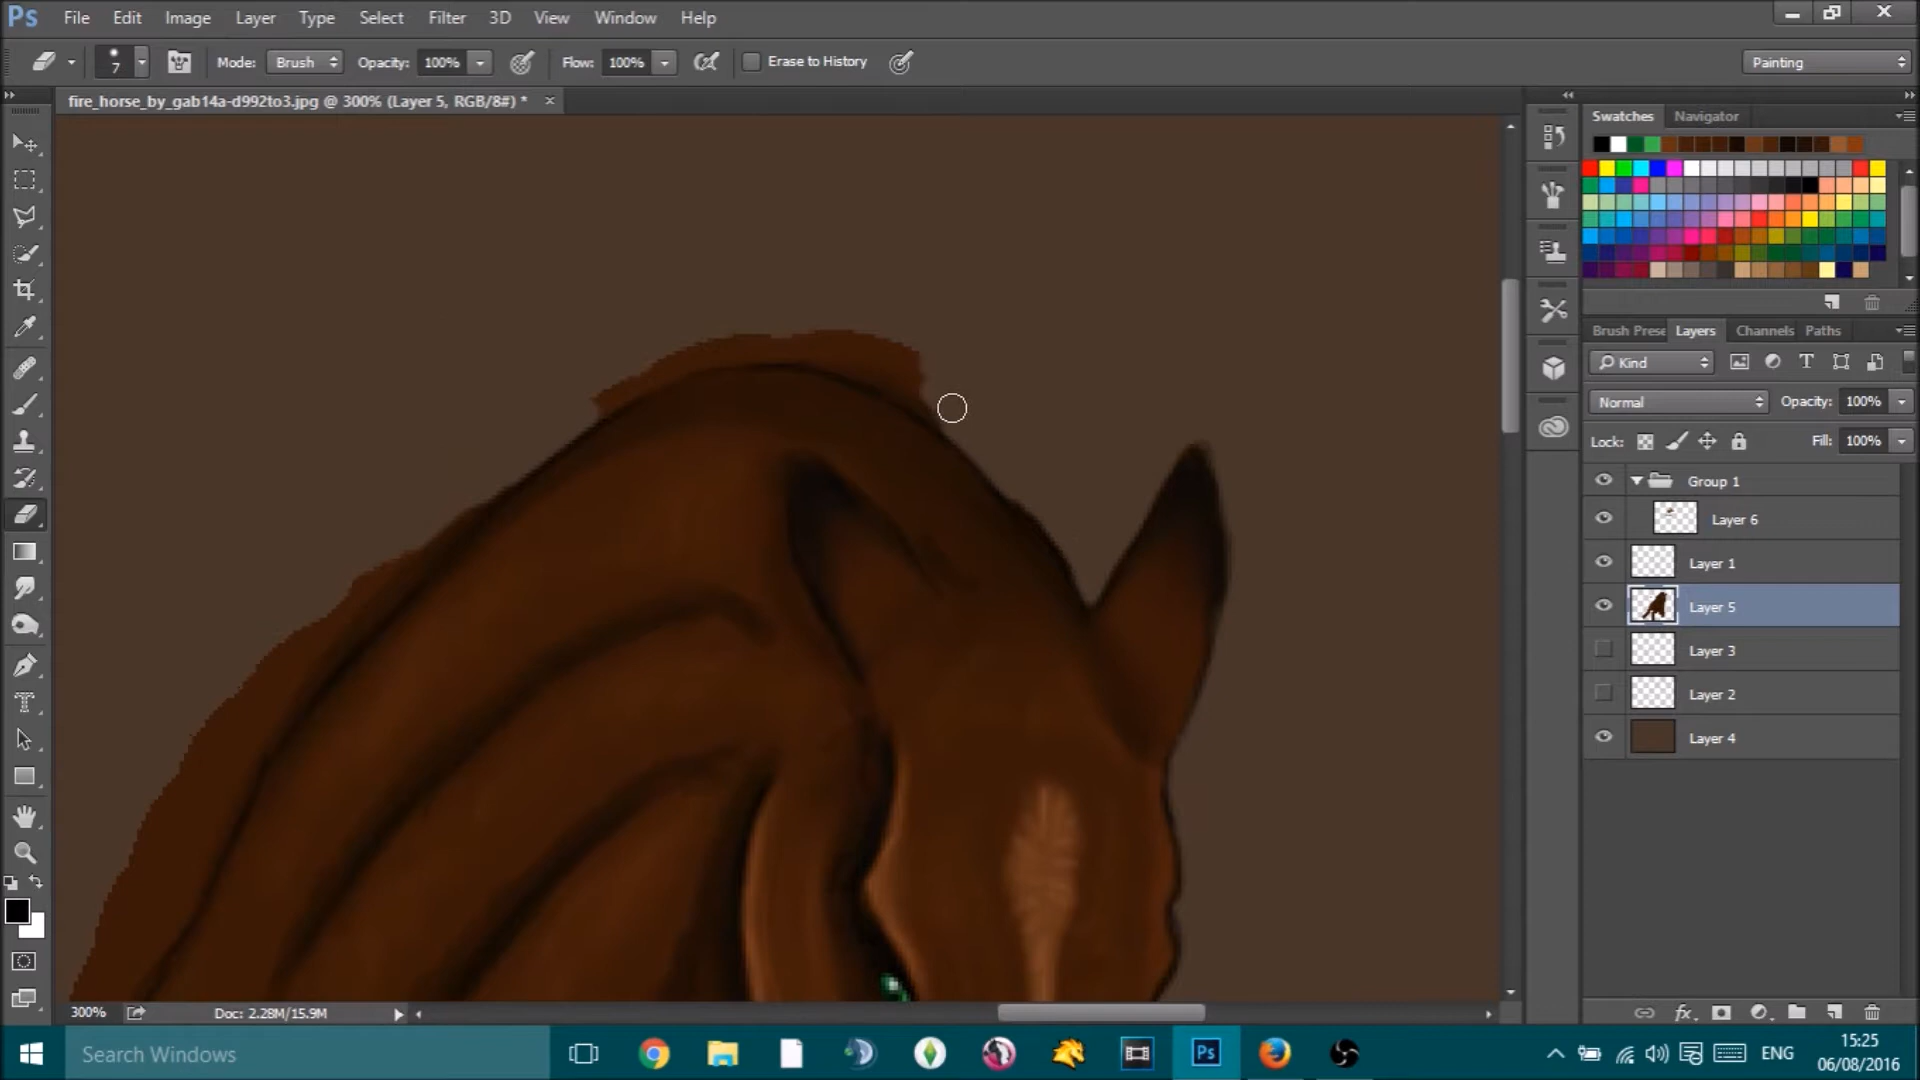 Ps File Edit Image Layer Type Select Filter 3D View Window Help
7 Mode: Brush Opacity: 100% Flow: 100% Erase to History Painting
fire_horse_by_gab14a-d992to3.jpg @ 300% (Layer 5, RGB/8#) * ×
Swatches Navigator
Brush Prese Layers Channels Paths
Kind
Normal Opacity: 100%
Lock: Fill: 100%
Group 1
Layer 6
Layer 1
Layer 5
Layer 3
Layer 2
Layer 4
300% Doc: 2.28M/15.9M
fx
Search Windows Ps ENG 15:25
06/08/2016